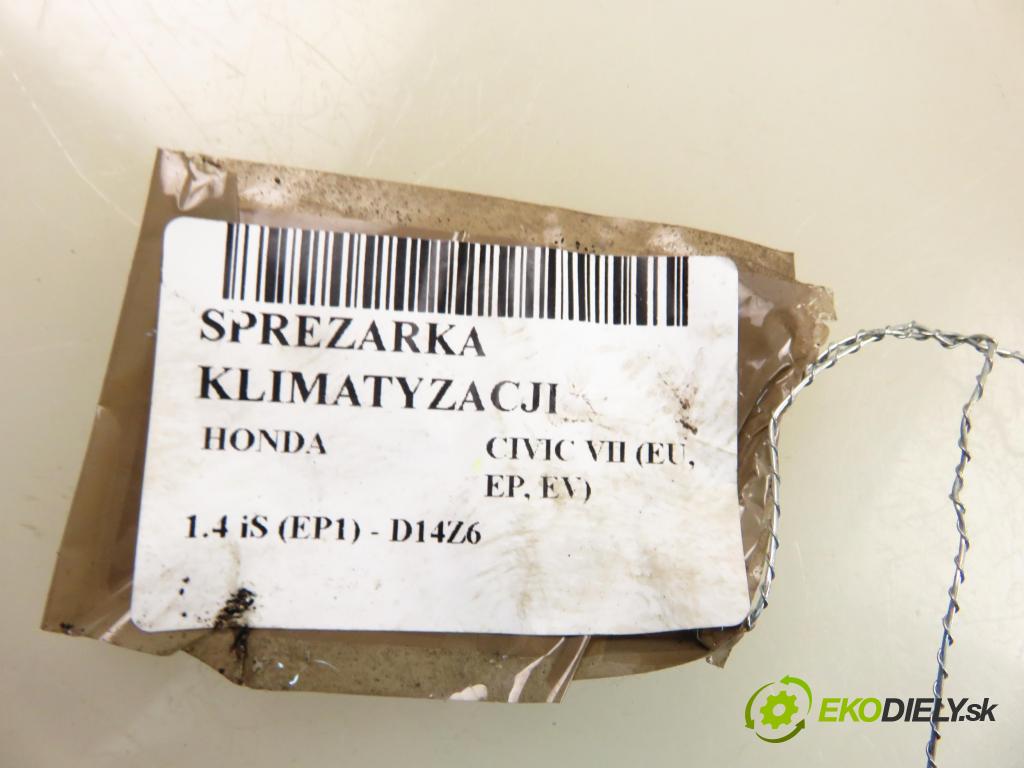 SPREZARKA
KLIMATYZACJI
HONDA
CIVIC VII (EU,
EP, EV)
1.4 iS (EP1) - D14Z6
EKODIELY.sk